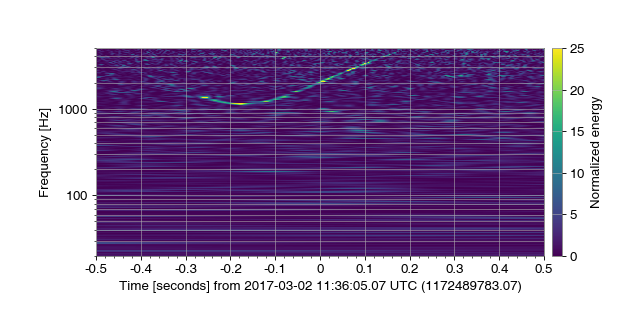 1000
100
Frequency [Hz]
-0.5 -0.4 -0.3 -0.2 -0.1 0 0.1 0.2 0.3 0.4 0.5
Time [seconds] from 2017-03-02 11:36:05.07 UTC (1172489783.07)
25
20
15
10
5
0
Normalized energy